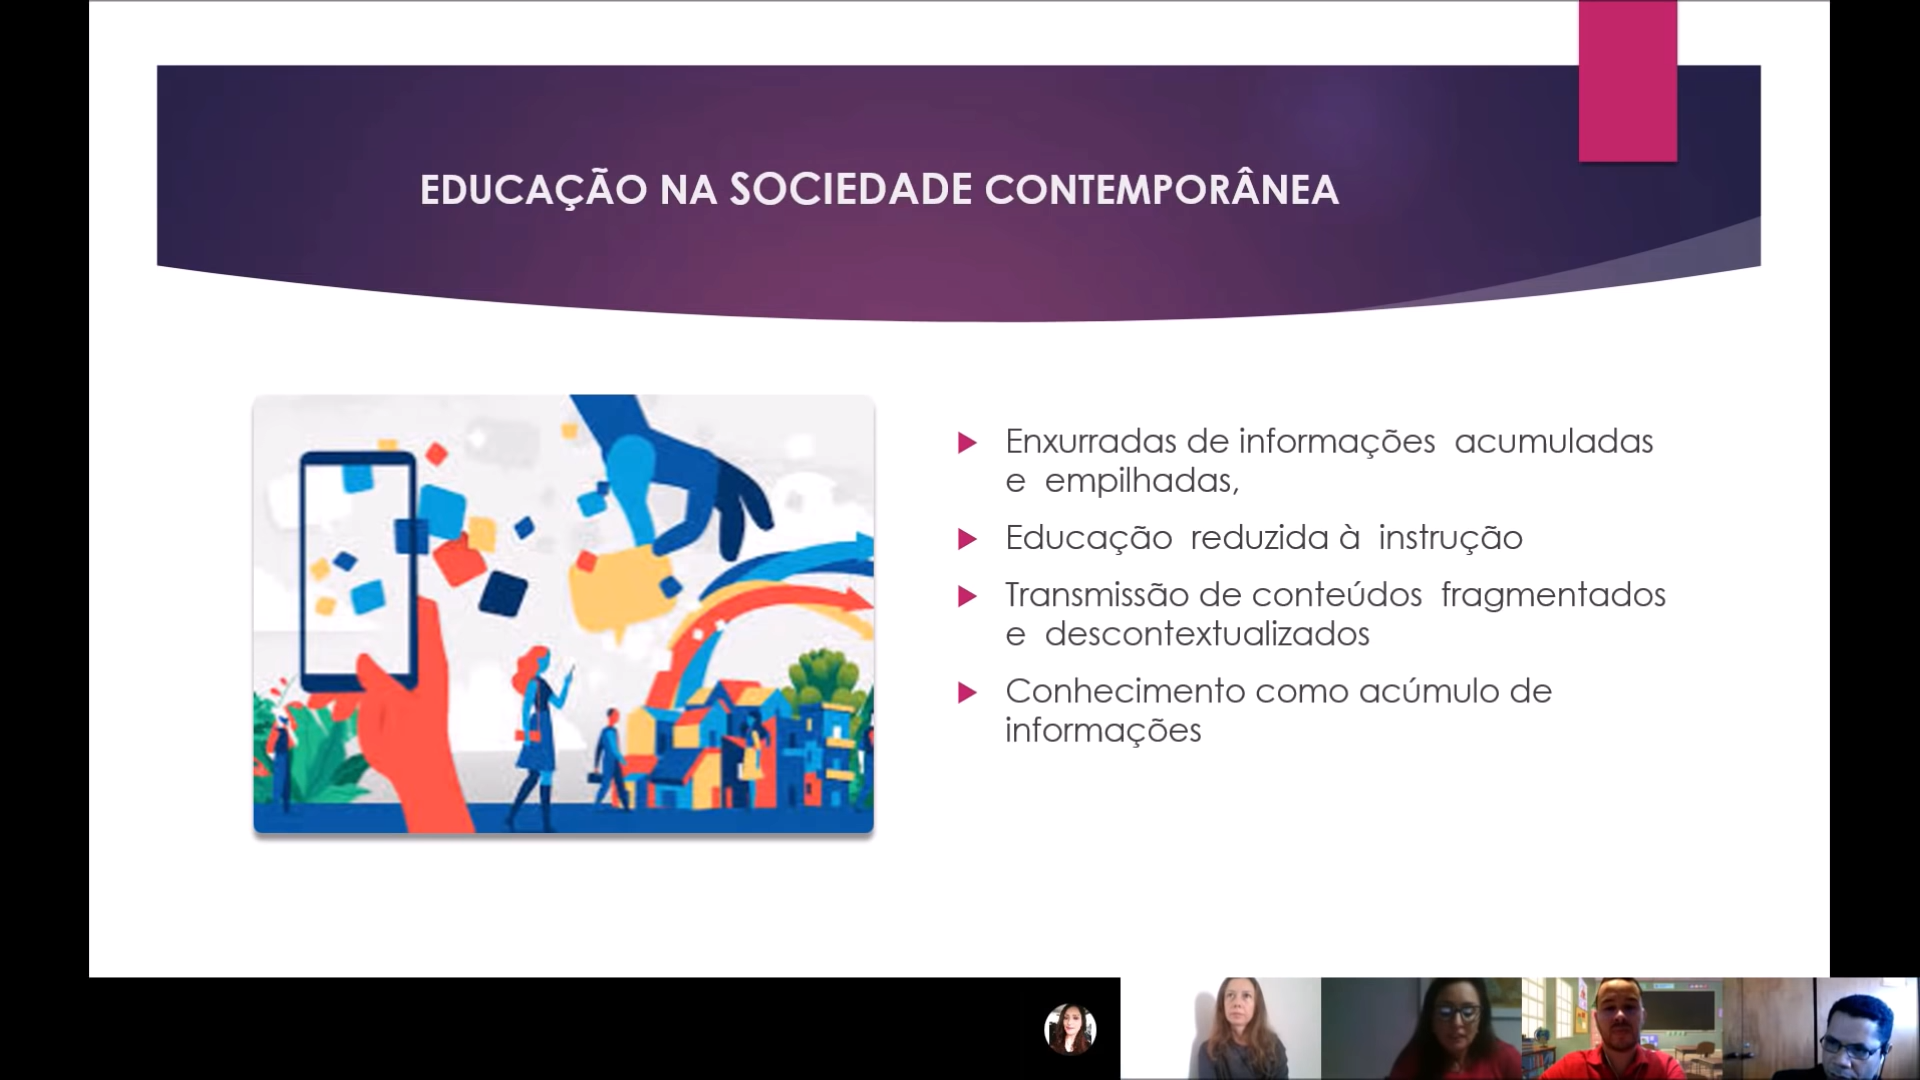 EDUCAÇÃO NA SOCIEDADE CONTEMPORÂNEA
Enxurradas de informações acumuladas
e empilhadas,
Educação reduzida à instrução
Transmissão de conteúdos fragmentados
e descontextualizados
Conhecimento como acúmulo de
informações